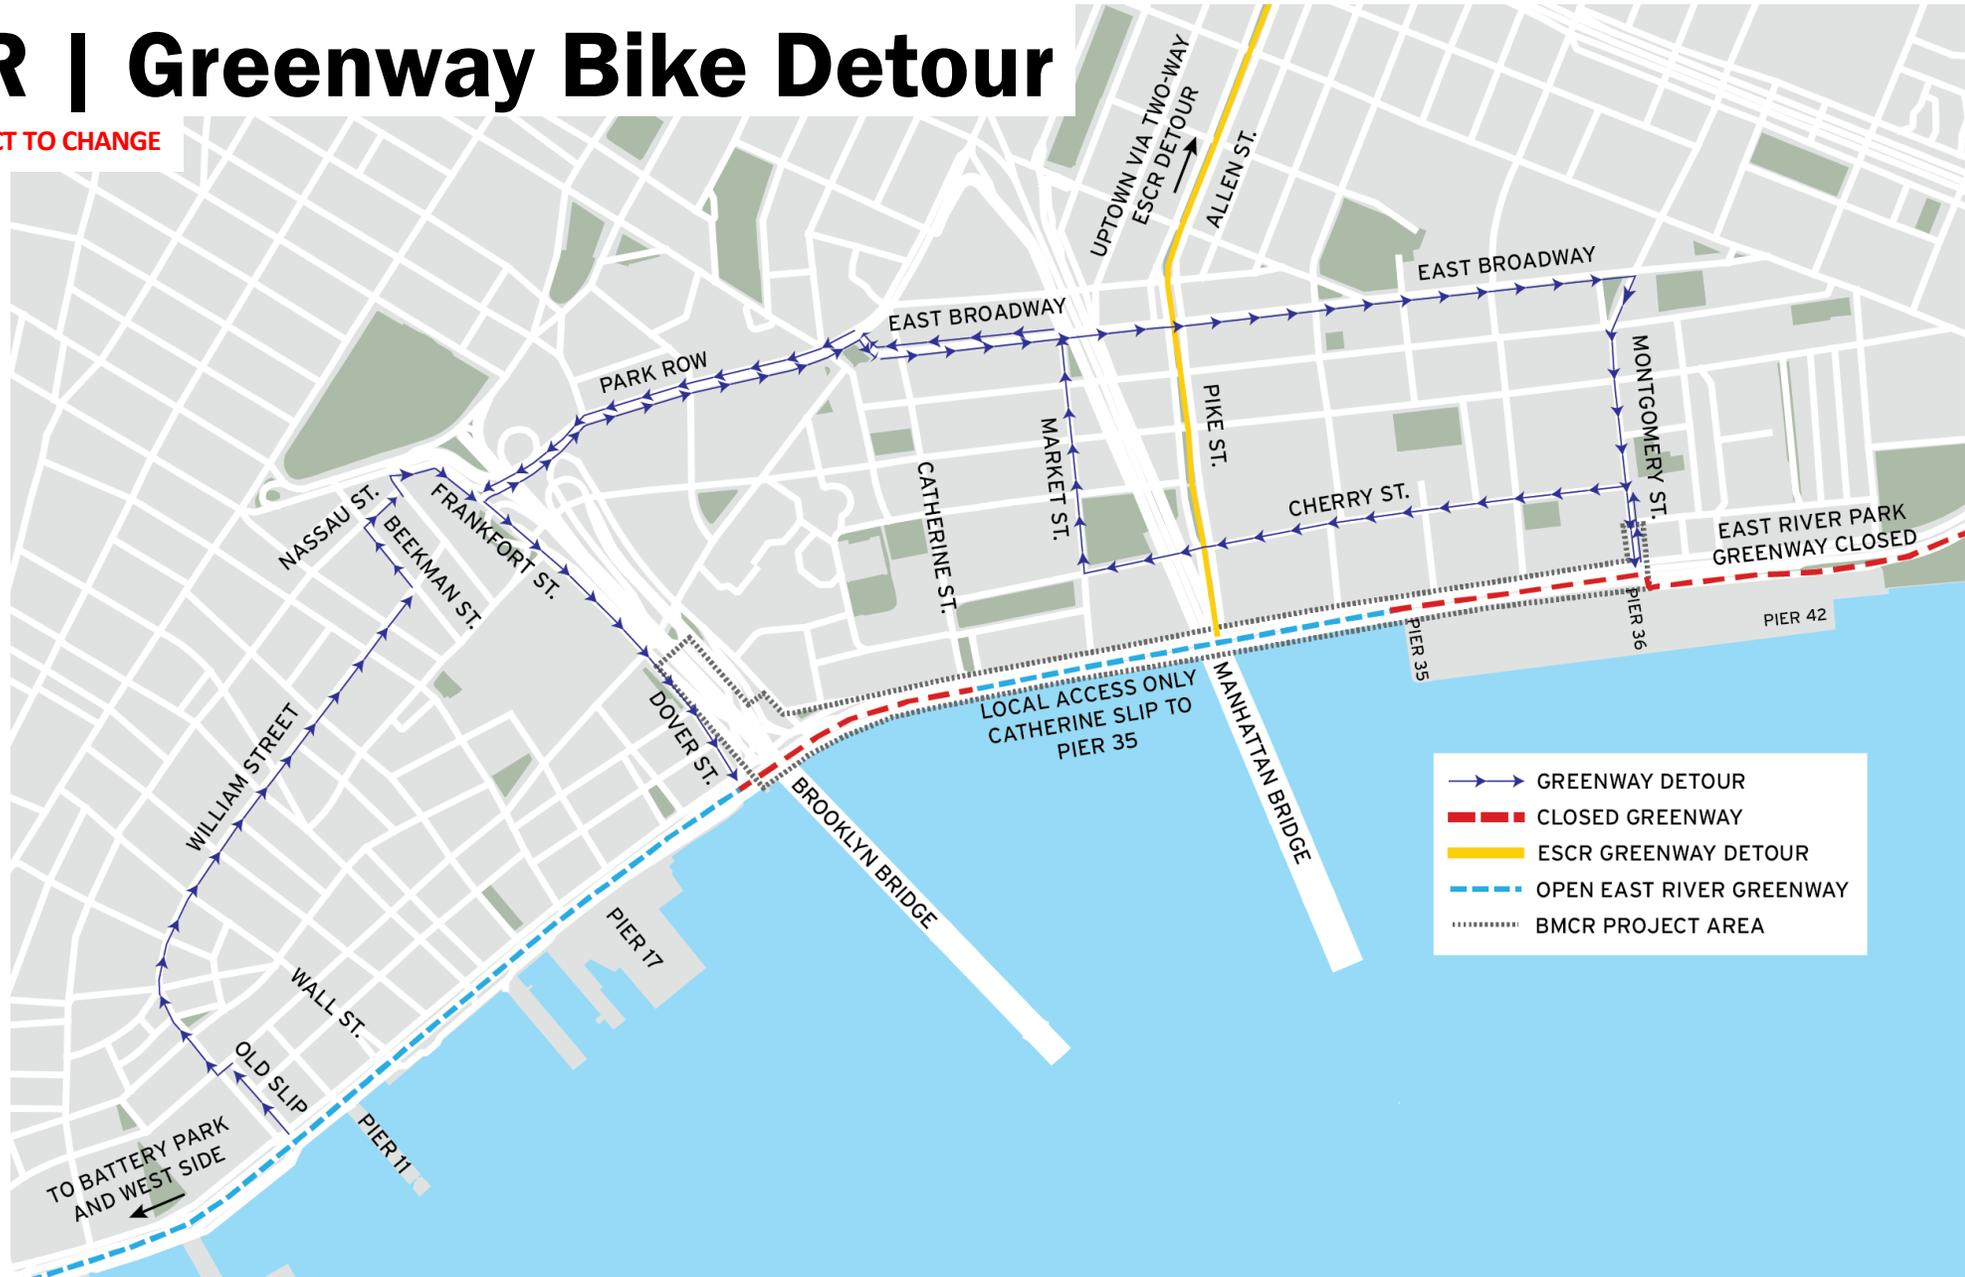 R | Greenway Bike Detour
CT TO CHANGE
UPTOWN VIA TWO-WAY
ESCR DETOUR
ALLEN ST.
EAST BROADWAY
EAST BROADWAY
PARK ROW
PIKE ST.
MONTGOMERY ST.
MARKET ST.
CATHERINE ST.
CHERRY ST.
NASSAU ST.
BEEKMAN ST.
FRANKFORT ST.
EAST RIVER PARK
GREENWAY CLOSED
PIER 35
PIER 36
PIER 42
DOVER ST.
LOCAL ACCESS ONLY
CATHERINE SLIP TO
PIER 35
MANHATTAN BRIDGE
BROOKLYN BRIDGE
WILLIAM STREET
PIER 17
WALL ST.
OLD SLIP
PIER 11
TO BATTERY PARK
AND WEST SIDE
GREENWAY DETOUR
CLOSED GREENWAY
ESCR GREENWAY DETOUR
OPEN EAST RIVER GREENWAY
BMCR PROJECT AREA